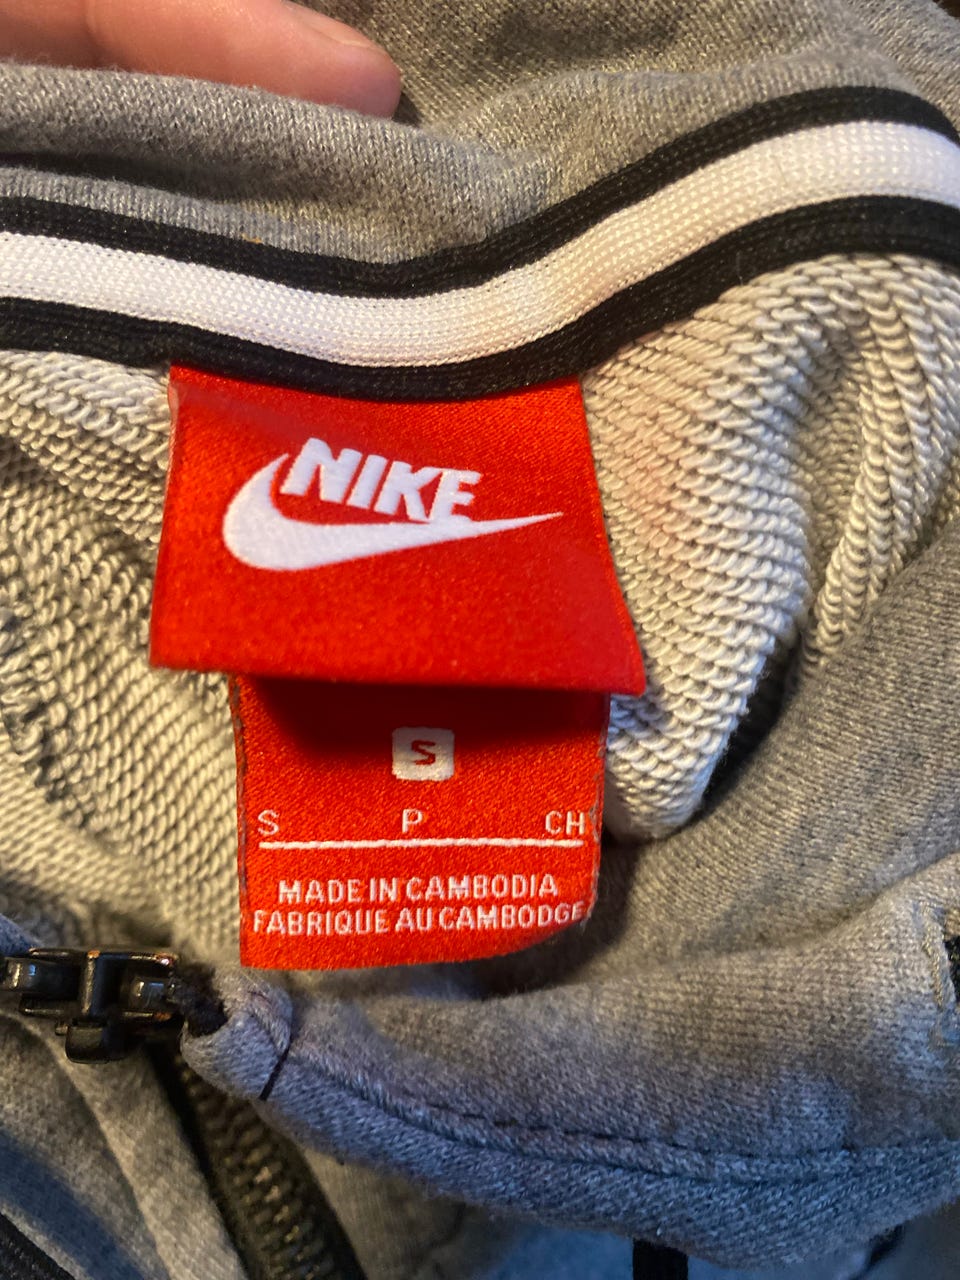 NIKE
S
S P CH
MADE IN CAMBODIA
FABRIQUE AU CAMBODGE